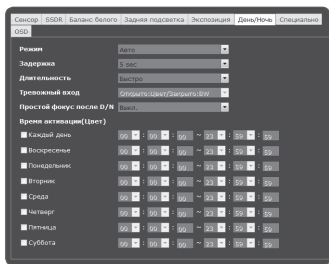 Сенсор SSDR Баланс белого Задняя подсветка Экспозиция День/Ночь Специально
OSD
Режим Авто
Задержка 5 sec
Длительность Быстро
Тревожный вход Открыто:Цвет/Закрыто:BW
Простой фокус после D/N Выкл.
Время активации(Цвет)
Каждый день 00 : 00 : 00 ~ 23 : 59 : 59
Воскресенье 00 : 00 : 00 ~ 23 : 59 : 59
Понедельник 00 : 00 : 00 ~ 23 : 59 : 59
Вторник 00 : 00 : 00 ~ 23 : 59 : 59
Среда 00 : 00 : 00 ~ 23 : 59 : 59
Четверг 00 : 00 : 00 ~ 23 : 59 : 59
Пятница 00 : 00 : 00 ~ 23 : 59 : 59
Суббота 00 : 00 : 00 ~ 23 : 59 : 59